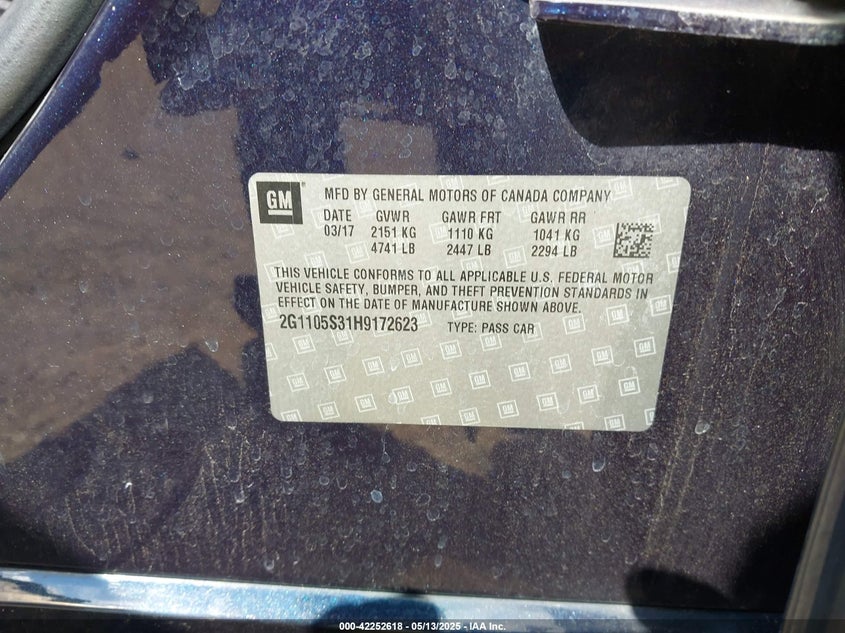 GM
MFD BY GENERAL MOTORS OF CANADA COMPANY
DATE GVWR GAWR FRT GAWR RR
03/17 2151 KG 1110 KG 1041 KG
4741 LB 2447 LB 2294 LB
THIS VEHICLE CONFORMS TO ALL APPLICABLE U.S. FEDERAL MOTOR
VEHICLE SAFETY, BUMPER, AND THEFT PREVENTION STANDARDS IN
EFFECT ON THE DATE OF MANUFACTURE SHOWN ABOVE.
2G1105S31H9172623 TYPE: PASS CAR
000-42252618 - 05/13/2025 - IAA Inc.